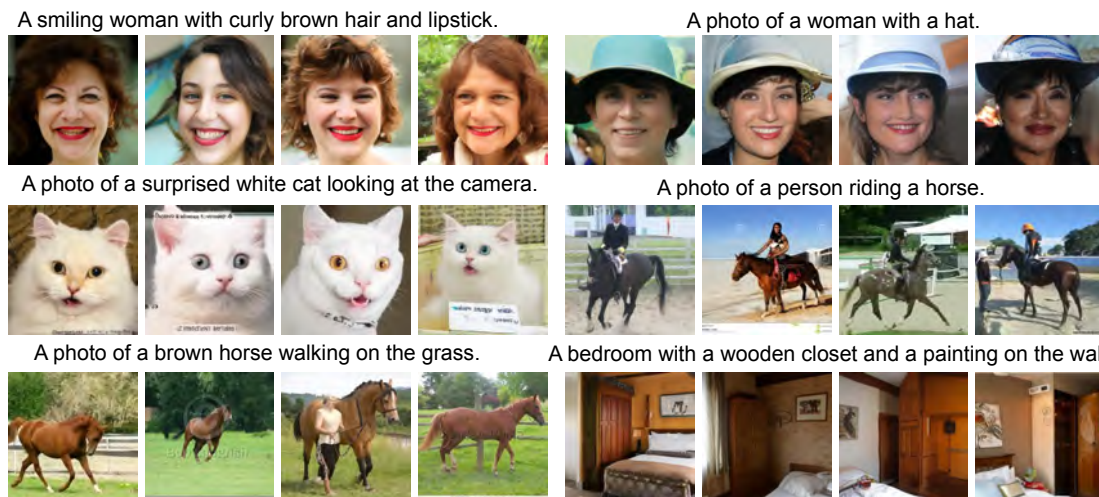 A smiling woman with curly brown hair and lipstick.
A photo of a woman with a hat.
A photo of a surprised white cat looking at the camera.
A photo of a person riding a horse.
A photo of a brown horse walking on the grass.
A bedroom with a wooden closet and a painting on the wal